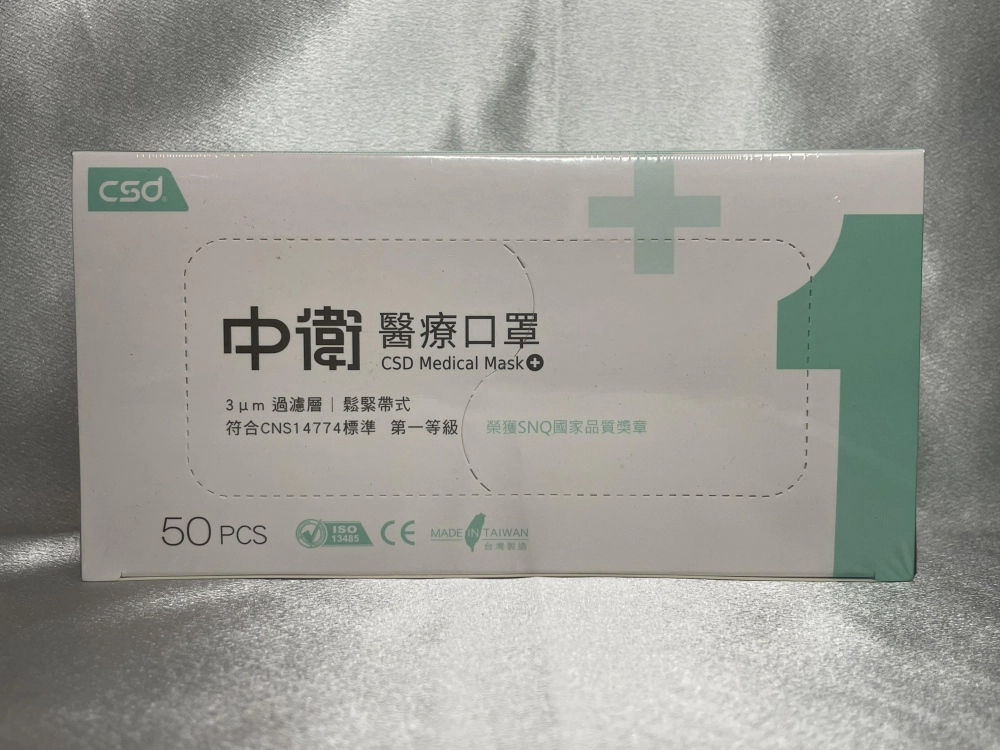 csd
1
中衛 醫療口罩
CSD Medical Mask
3μm 過濾層｜鬆緊帶式
符合CNS14774標準 第一等級 榮獲SNQ國家品質獎章
50 PCS ISO 13485 CE MADE IN TAIWAN
台灣製造